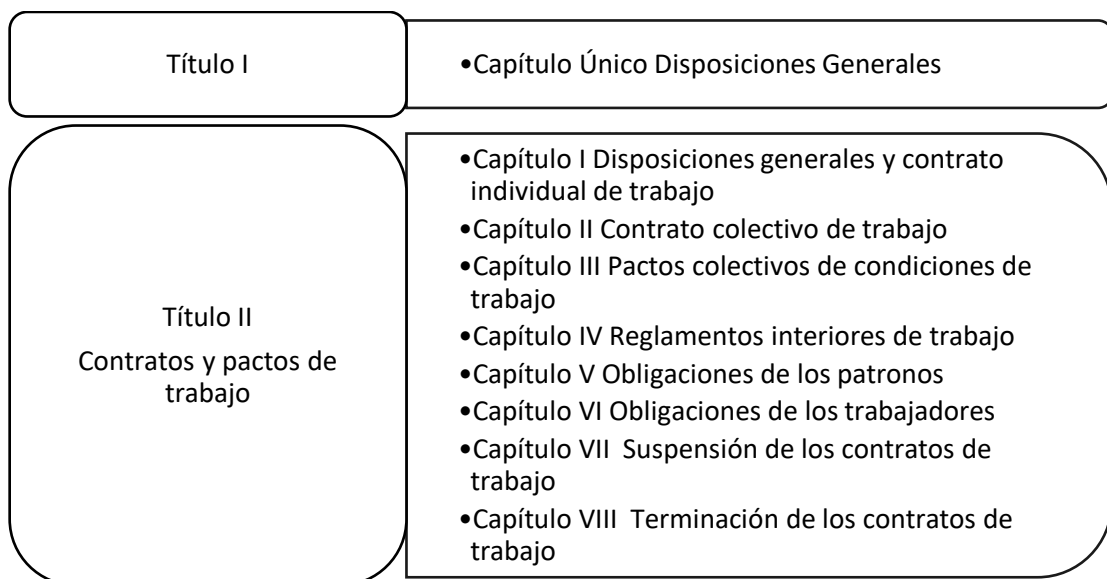 Título I
•Capítulo Único Disposiciones Generales
Título II
Contratos y pactos de
trabajo
•Capítulo I Disposiciones generales y contrato
individual de trabajo
•Capítulo II Contrato colectivo de trabajo
•Capítulo III Pactos colectivos de condiciones de
trabajo
•Capítulo IV Reglamentos interiores de trabajo
•Capítulo V Obligaciones de los patronos
•Capítulo VI Obligaciones de los trabajadores
•Capítulo VII  Suspensión de los contratos de
trabajo
•Capítulo VIII  Terminación de los contratos de
trabajo